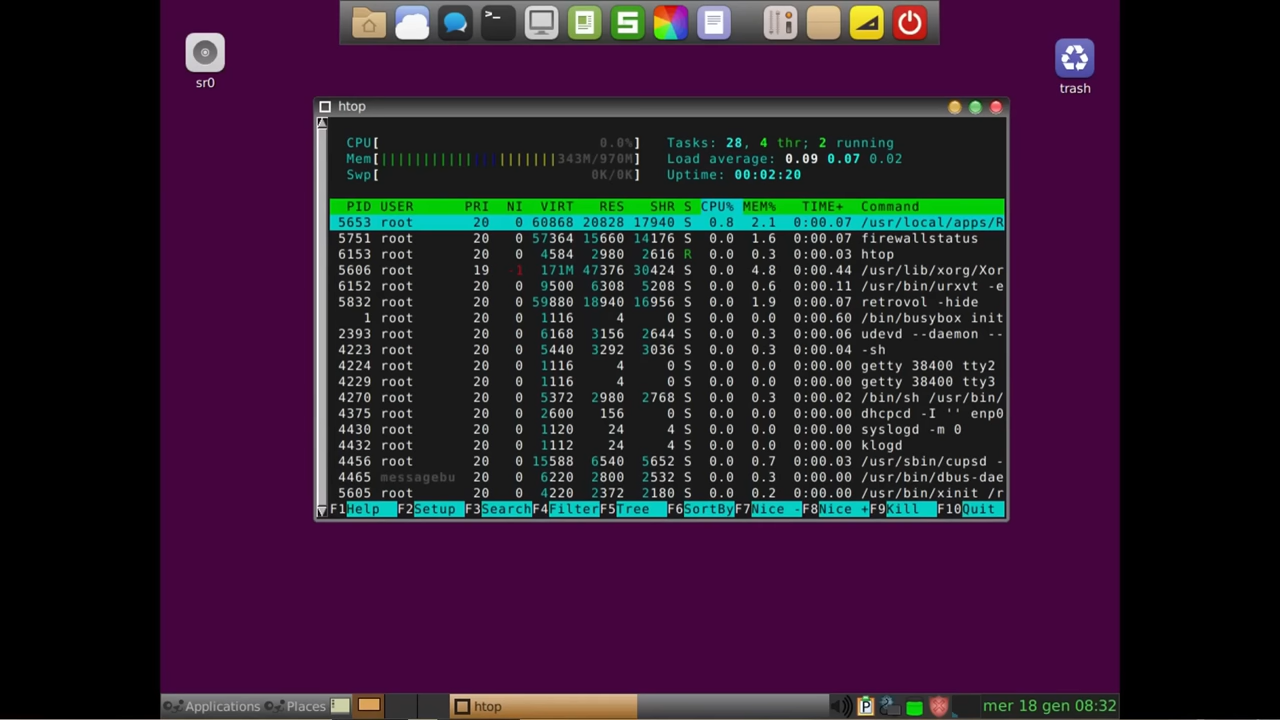 >_
sr0
trash
htop
CPU[ 0.0%] Tasks: 28, 4 thr; 2 running
Mem[||||||||||||||||||||||343M/970M] Load average: 0.09 0.07 0.02
Swp[ 0K/0K] Uptime: 00:02:20
PID USER PRI NI VIRT RES SHR S CPU% MEM% TIME+ Command
5653 root 20 0 60868 20828 17940 S 0.8 2.1 0:00.07 /usr/local/apps/R
5751 root 20 0 57364 15660 14176 S 0.0 1.6 0:00.07 firewallstatus
6153 root 20 0 4584 2980 2616 R 0.0 0.3 0:00.03 htop
5606 root 19 -1 171M 47376 30424 S 0.0 4.8 0:00.44 /usr/lib/xorg/Xor
6152 root 20 0 9500 6308 5208 S 0.0 0.6 0:00.11 /usr/bin/urxvt -e
5832 root 20 0 59880 18940 16956 S 0.0 1.9 0:00.07 retrovol -hide
1 root 20 0 1116 4 0 S 0.0 0.0 0:00.60 /bin/busybox init
2393 root 20 0 6168 3156 2644 S 0.0 0.3 0:00.06 udevd --daemon --
4223 root 20 0 5440 3292 3036 S 0.0 0.3 0:00.04 -sh
4224 root 20 0 1116 4 0 S 0.0 0.0 0:00.00 getty 38400 tty2
4229 root 20 0 1116 4 0 S 0.0 0.0 0:00.00 getty 38400 tty3
4270 root 20 0 5372 2980 2768 S 0.0 0.3 0:00.02 /bin/sh /usr/bin/
4375 root 20 0 2600 156 0 S 0.0 0.0 0:00.00 dhcpcd -I '' enp0
4430 root 20 0 1120 24 4 S 0.0 0.0 0:00.00 syslogd -m 0
4432 root 20 0 1112 24 4 S 0.0 0.0 0:00.00 klogd
4456 root 20 0 15588 6540 5652 S 0.0 0.7 0:00.03 /usr/sbin/cupsd -
4465 messagebu 20 0 6220 2800 2532 S 0.0 0.3 0:00.00 /usr/bin/dbus-dae
5605 root 20 0 4220 2372 2180 S 0.0 0.2 0:00.00 /usr/bin/xinit /r
F1Help F2Setup F3SearchF4FilterF5Tree F6SortByF7Nice -F8Nice +F9Kill F10Quit
Applications Places htop P mer 18 gen 08:32